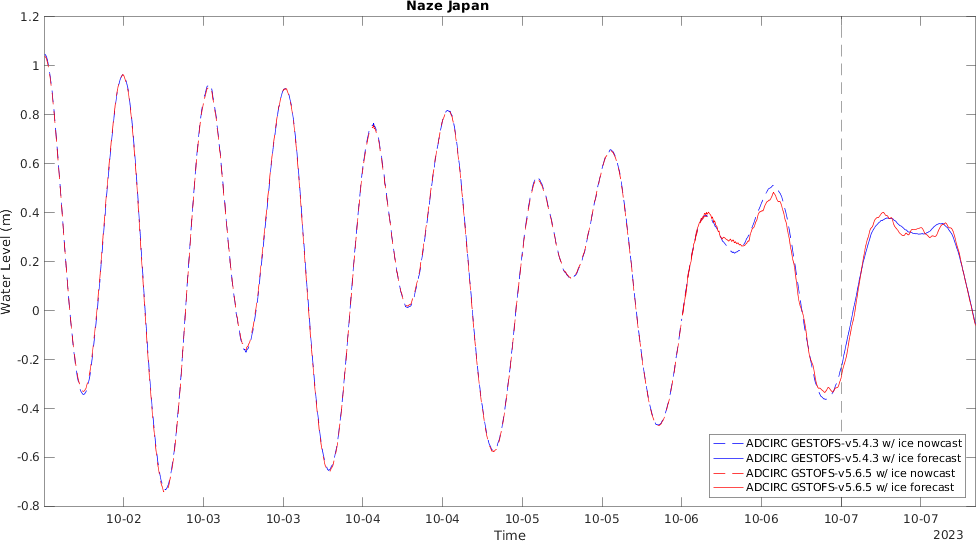 Naze Japan
1.2
1
0.8
0.6
0.4
0.2
0
-0.2
-0.4
-0.6
-0.8
Water Level (m)
ADCIRC GESTOFS-v5.4.3 w/ ice nowcast
ADCIRC GESTOFS-v5.4.3 w/ ice forecast
ADCIRC GSTOFS-v5.6.5 w/ ice nowcast
ADCIRC GSTOFS-v5.6.5 w/ ice forecast
10-02 10-03 10-03 10-04 10-04 10-05 10-05 10-06 10-06 10-07 10-07
Time
2023